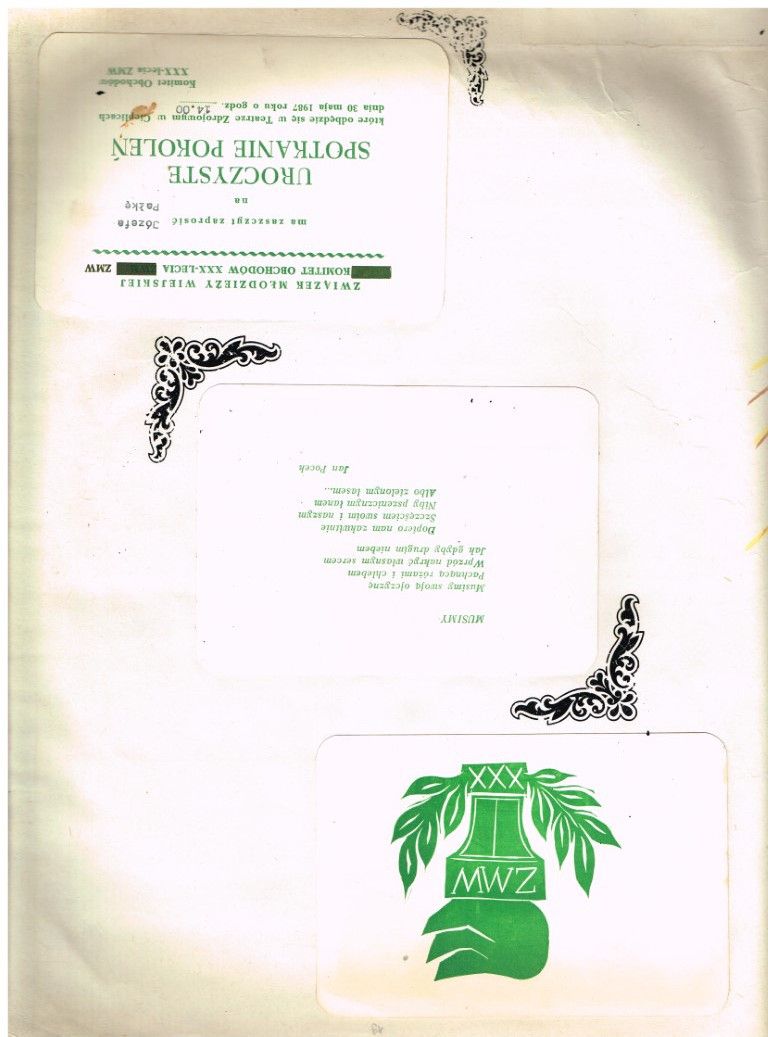 ZMW
XXX
MUSIMY
Musimy swoją ojczyznę
Pachnącą różami i chlebem
Wprzód nakryć własnym sercem
Jak gdyby drugim niebem
Dopiero nam zakwitnie
Szczęściem swoim i naszym
Niby pszenicznym łanem
Albo zielonym lasem...
Jan Pocek
ZWIĄZEK MŁODZIEŻY WIEJSKIEJ
KOMITET OBCHODÓW XXX-LECIA ZMW
ma zaszczyt zaprosić Józefa
Pażkę
na
UROCZYSTE
SPOTKANIE POKOLEŃ
które odbędzie się w Teatrze Zdrojowym w Cieplicach
dnia 30 maja 1987 roku o godz. 14.00
Komitet Obchodów
XXX-lecia ZMW